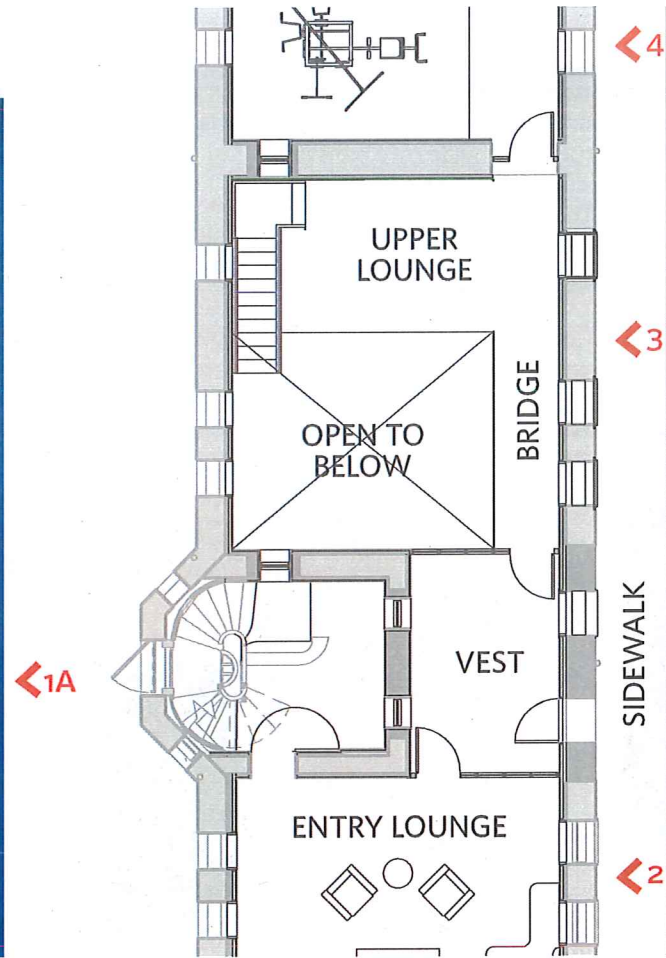 4
UPPER
LOUNGE
3
BRIDGE
OPEN TO
BELOW
SIDEWALK
VEST
1A
ENTRY LOUNGE
2